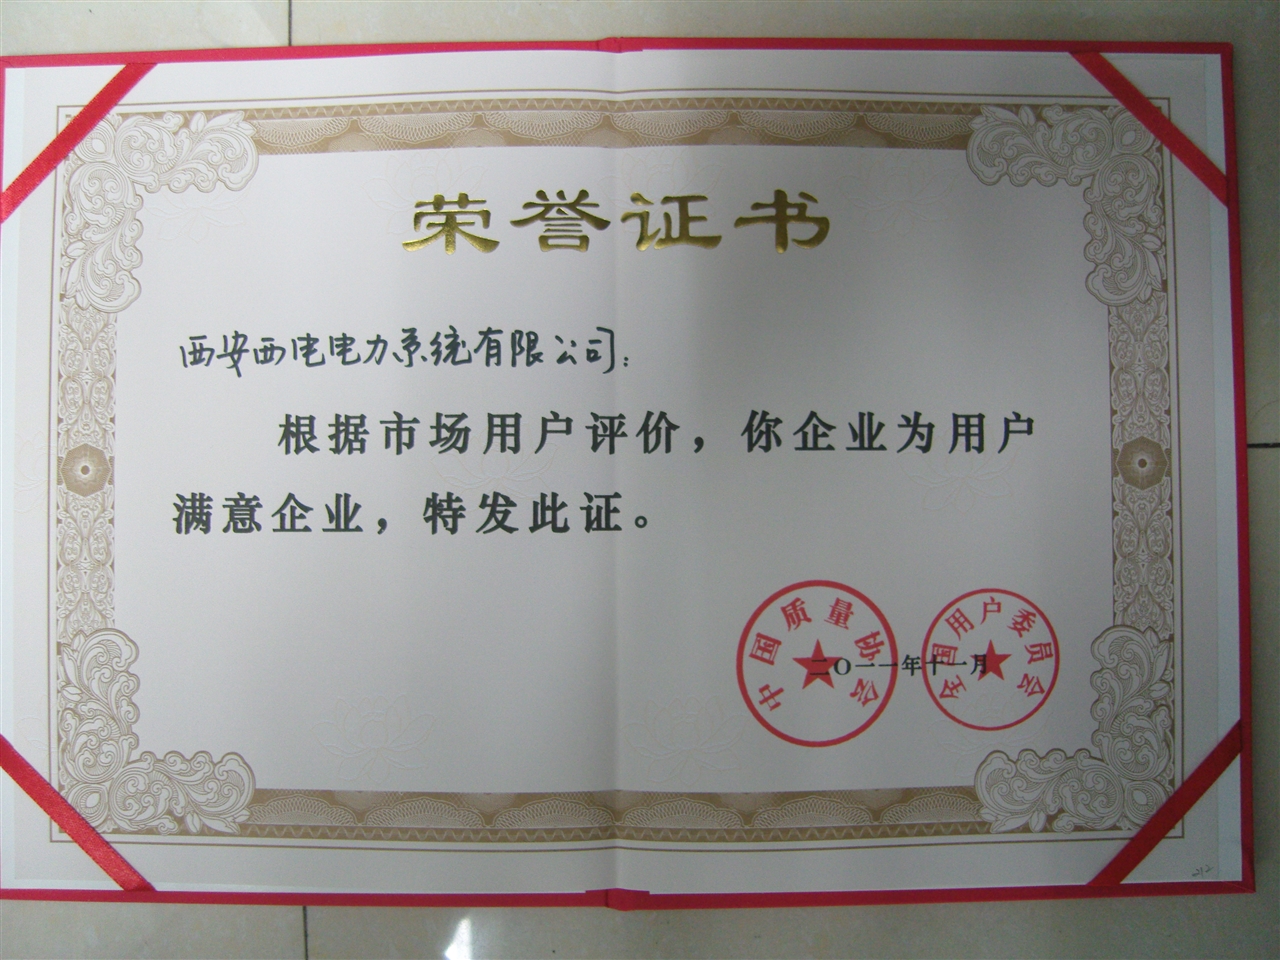 荣誉证书
西安西电电力系统有限公司：
根据市场用户评价，你企业为用户
满意企业，特发此证。
中国质量协会
全国用户委员会
二〇一一年十一月